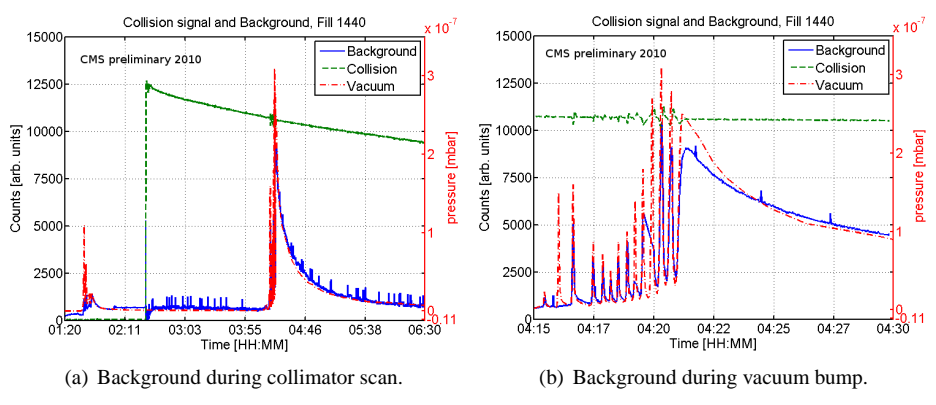 Collision signal and Background, Fill 1440
x 10^-7
15000
12500
10000
7500
5000
2500
0
Counts [arb. units]
CMS preliminary 2010
Background
Collision
Vacuum
3
2
1
0
-0.11
pressure [mbar]
01:20 02:11 03:03 03:55 04:46 05:38 06:30
Time [HH:MM]
(a) Background during collimator scan.
Collision signal and Background, Fill 1440
x 10^-7
15000
12500
10000
7500
5000
2500
0
Counts [arb. units]
CMS preliminary 2010
Background
Collision
Vacuum
3
2
1
0
-0.11
pressure [mbar]
04:15 04:17 04:20 04:22 04:25 04:27 04:30
Time [HH:MM]
(b) Background during vacuum bump.